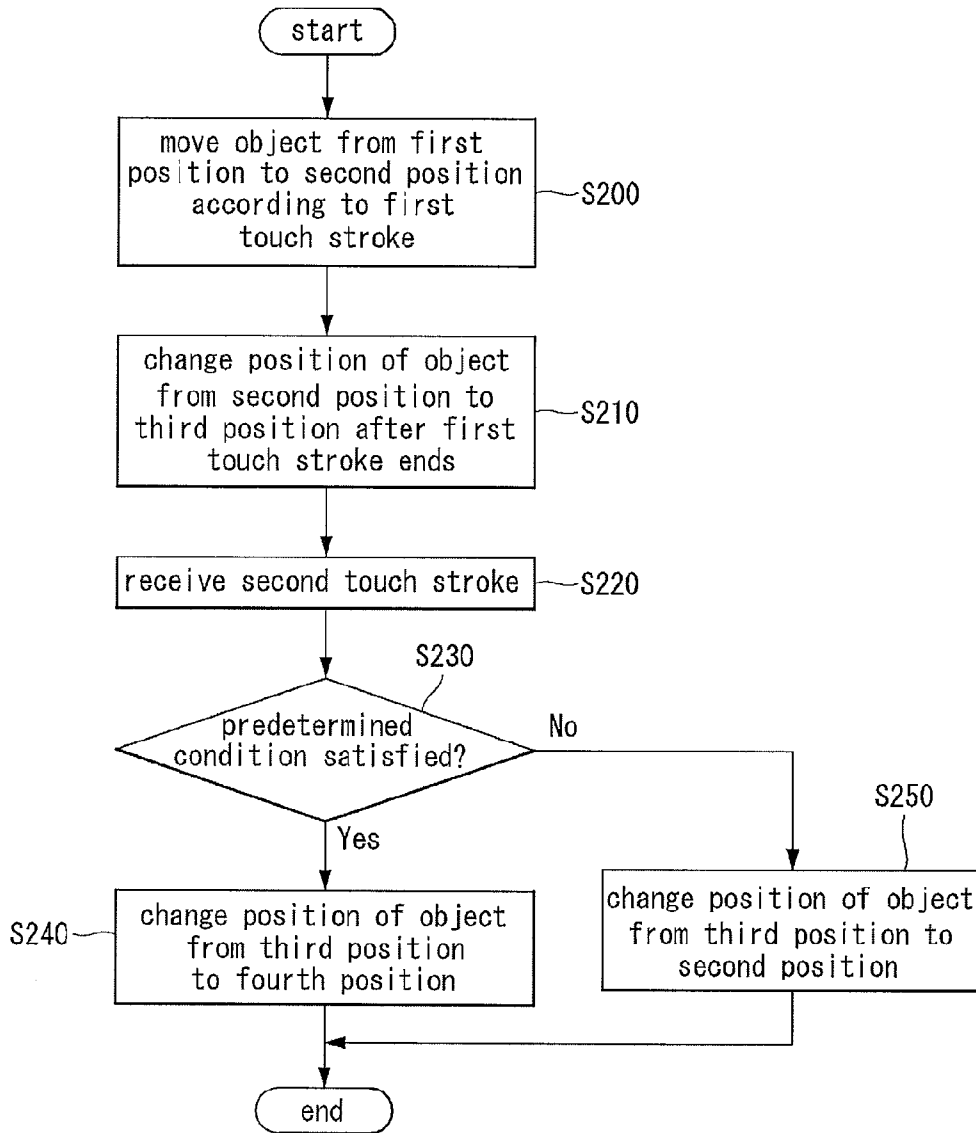 start
move object from first
position to second position
according to first
touch stroke
S200
change position of object
from second position to
third position after first
touch stroke ends
S210
receive second touch stroke
S220
S230
predetermined
condition satisfied?
No
Yes
S250
S240
change position of object
from third position
to fourth position
change position of object
from third position to
second position
end